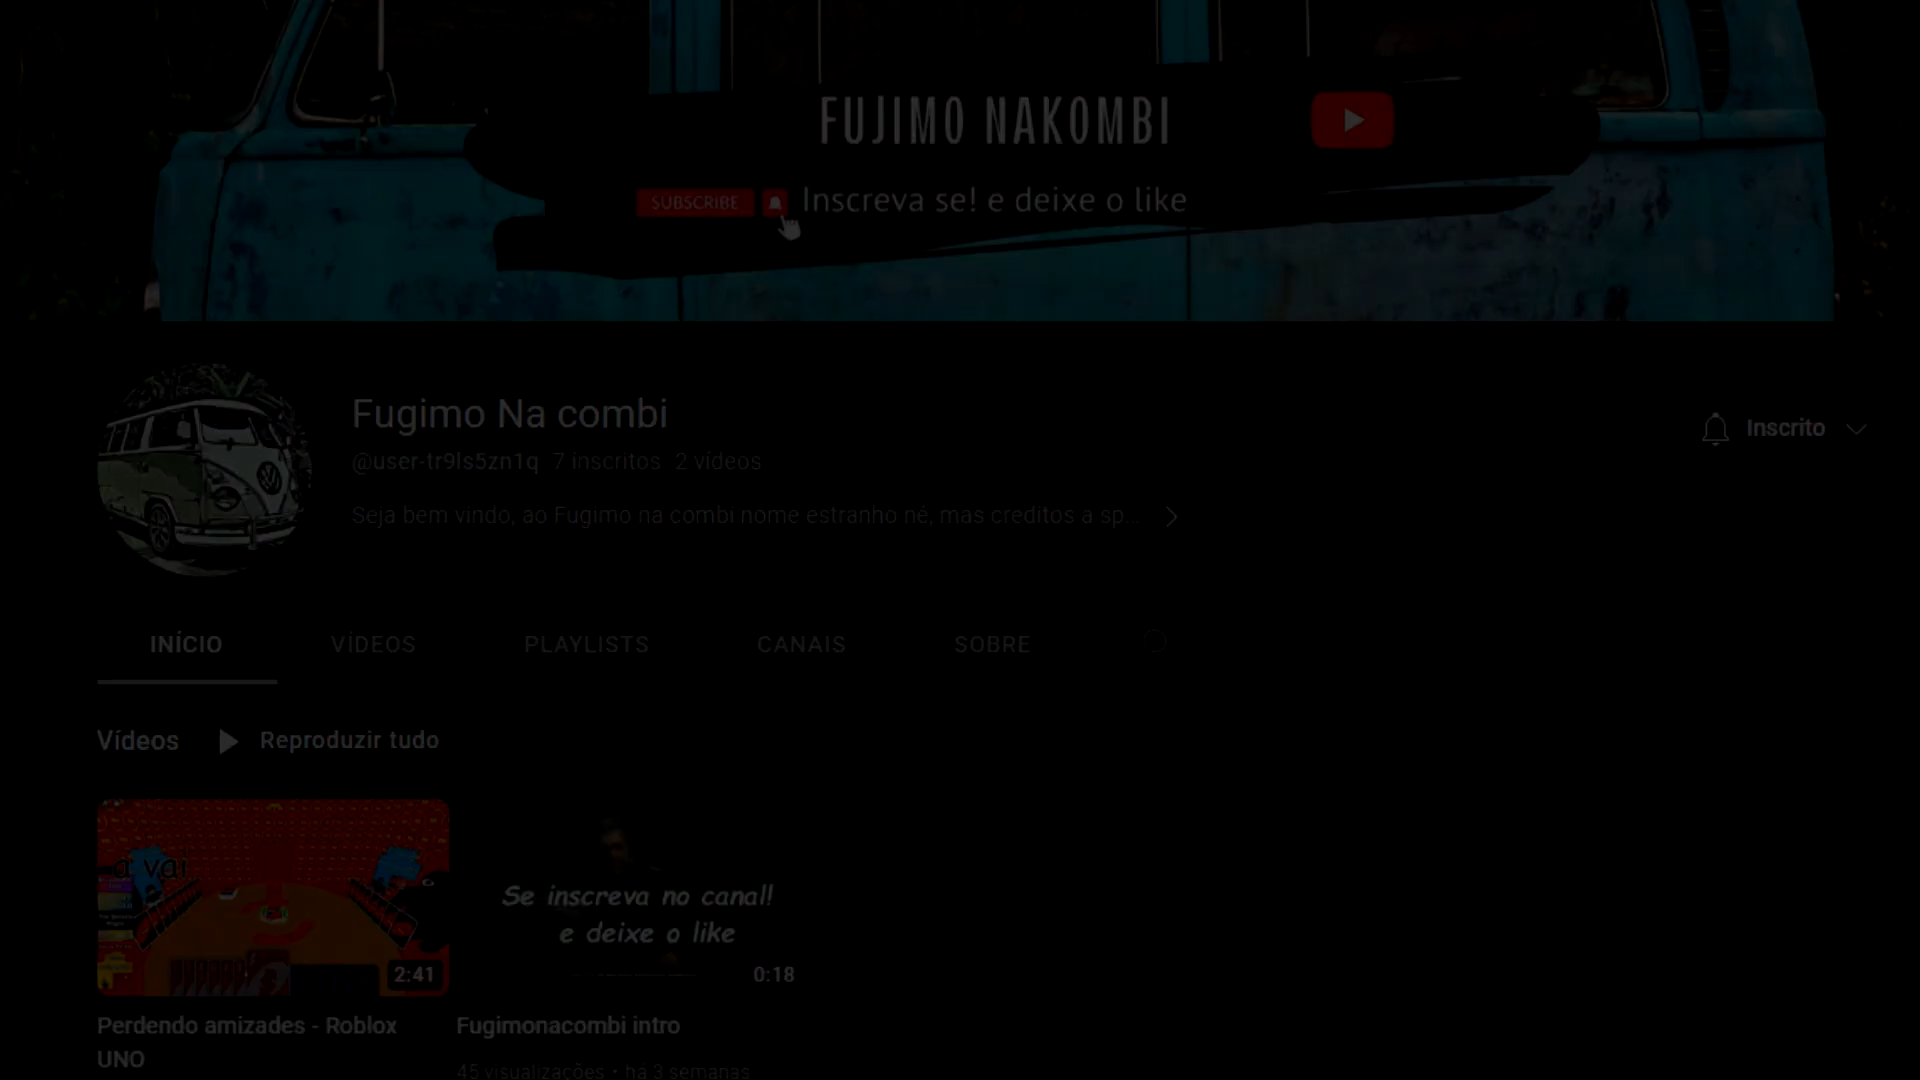 FUJIMO NAKOMBI
SUBSCRIBE
Inscreva se! e deixe o like
Fugimo Na combi
@user-tr9ls5zn1q 7 inscritos 2 vídeos
Inscrito
Seja bem vindo, ao Fugimo na combi nome estranho né, mas creditos a sp...
INÍCIO VÍDEOS PLAYLISTS CANAIS SOBRE
Vídeos Reproduzir tudo
a vai
Se inscreva no canal!
e deixe o like
2:41
0:18
Perdendo amizades - Roblox
UNO
Fugimonacombi intro
45 visualizações • há 3 semanas